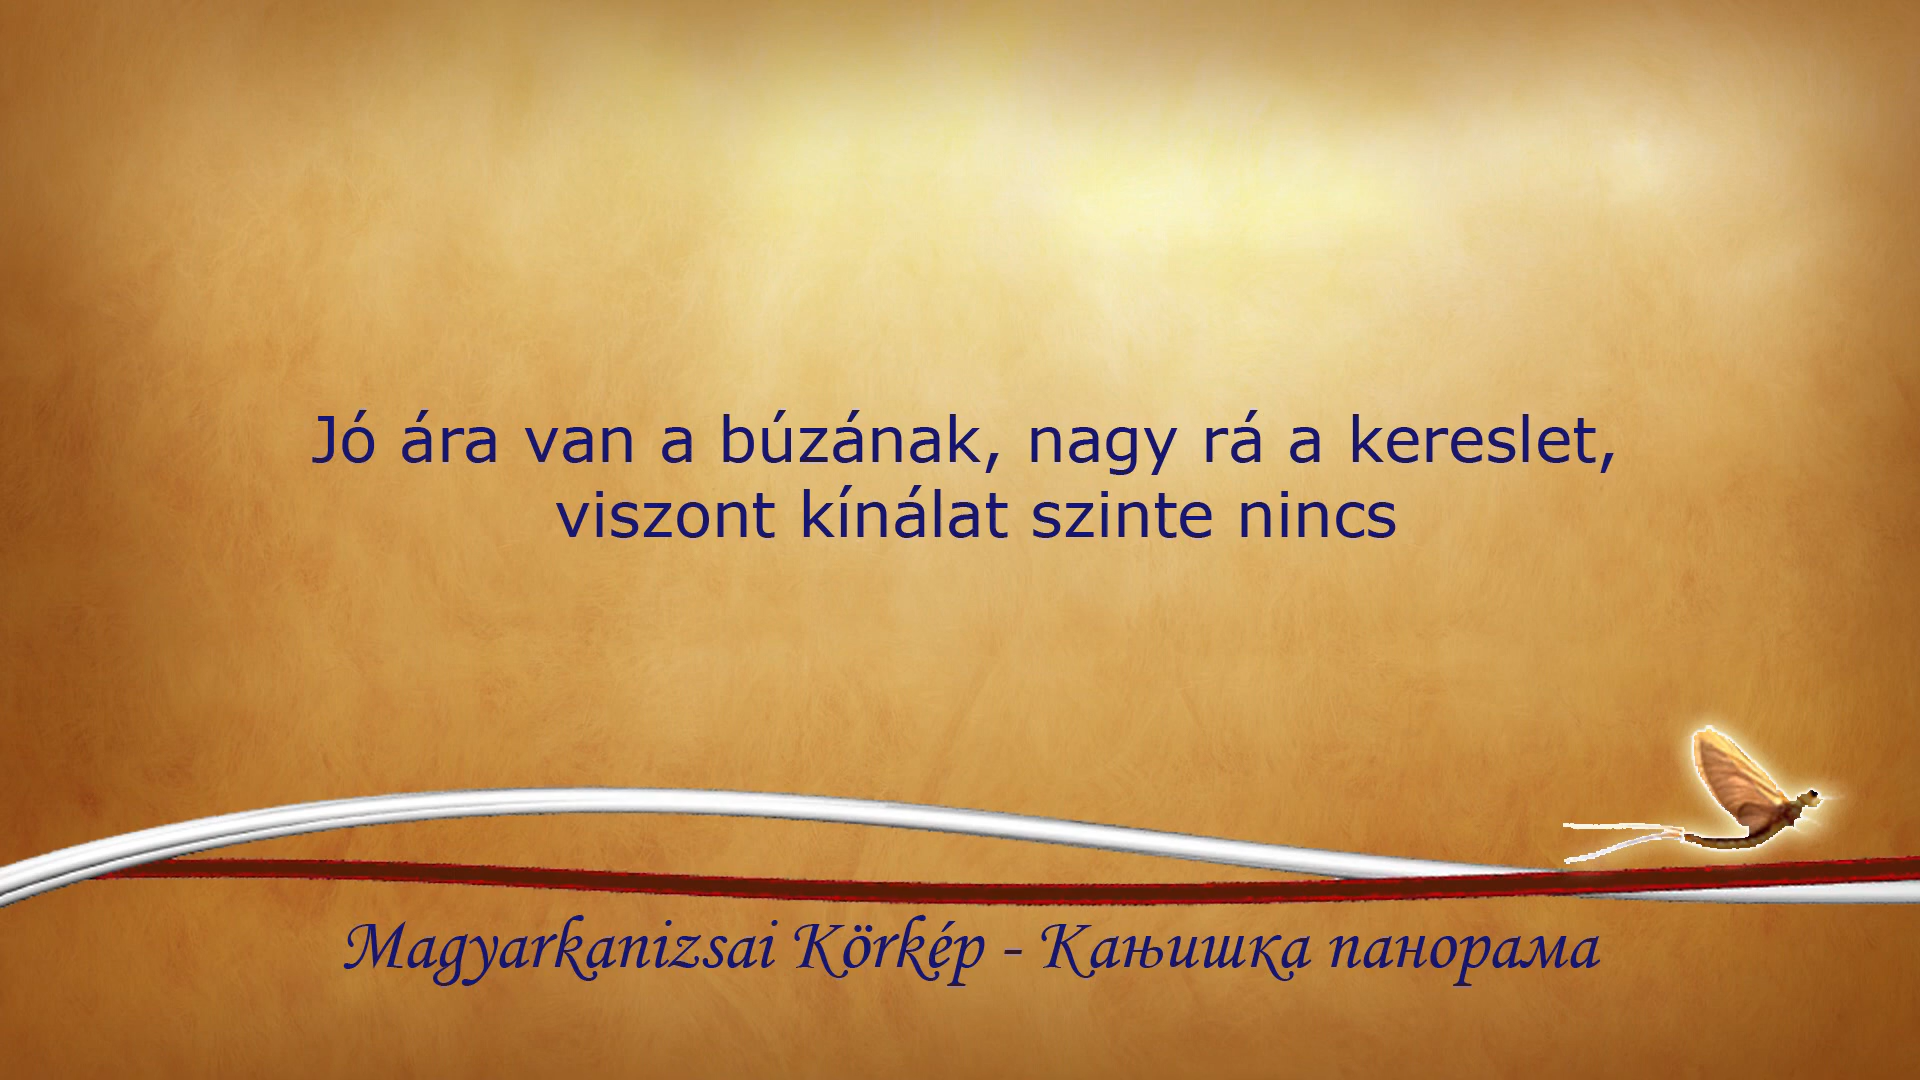 Jó ára van a búzának, nagy rá a kereslet,
viszont kínálat szinte nincs
Magyarkanizsai Körkép - Кањишка панорама